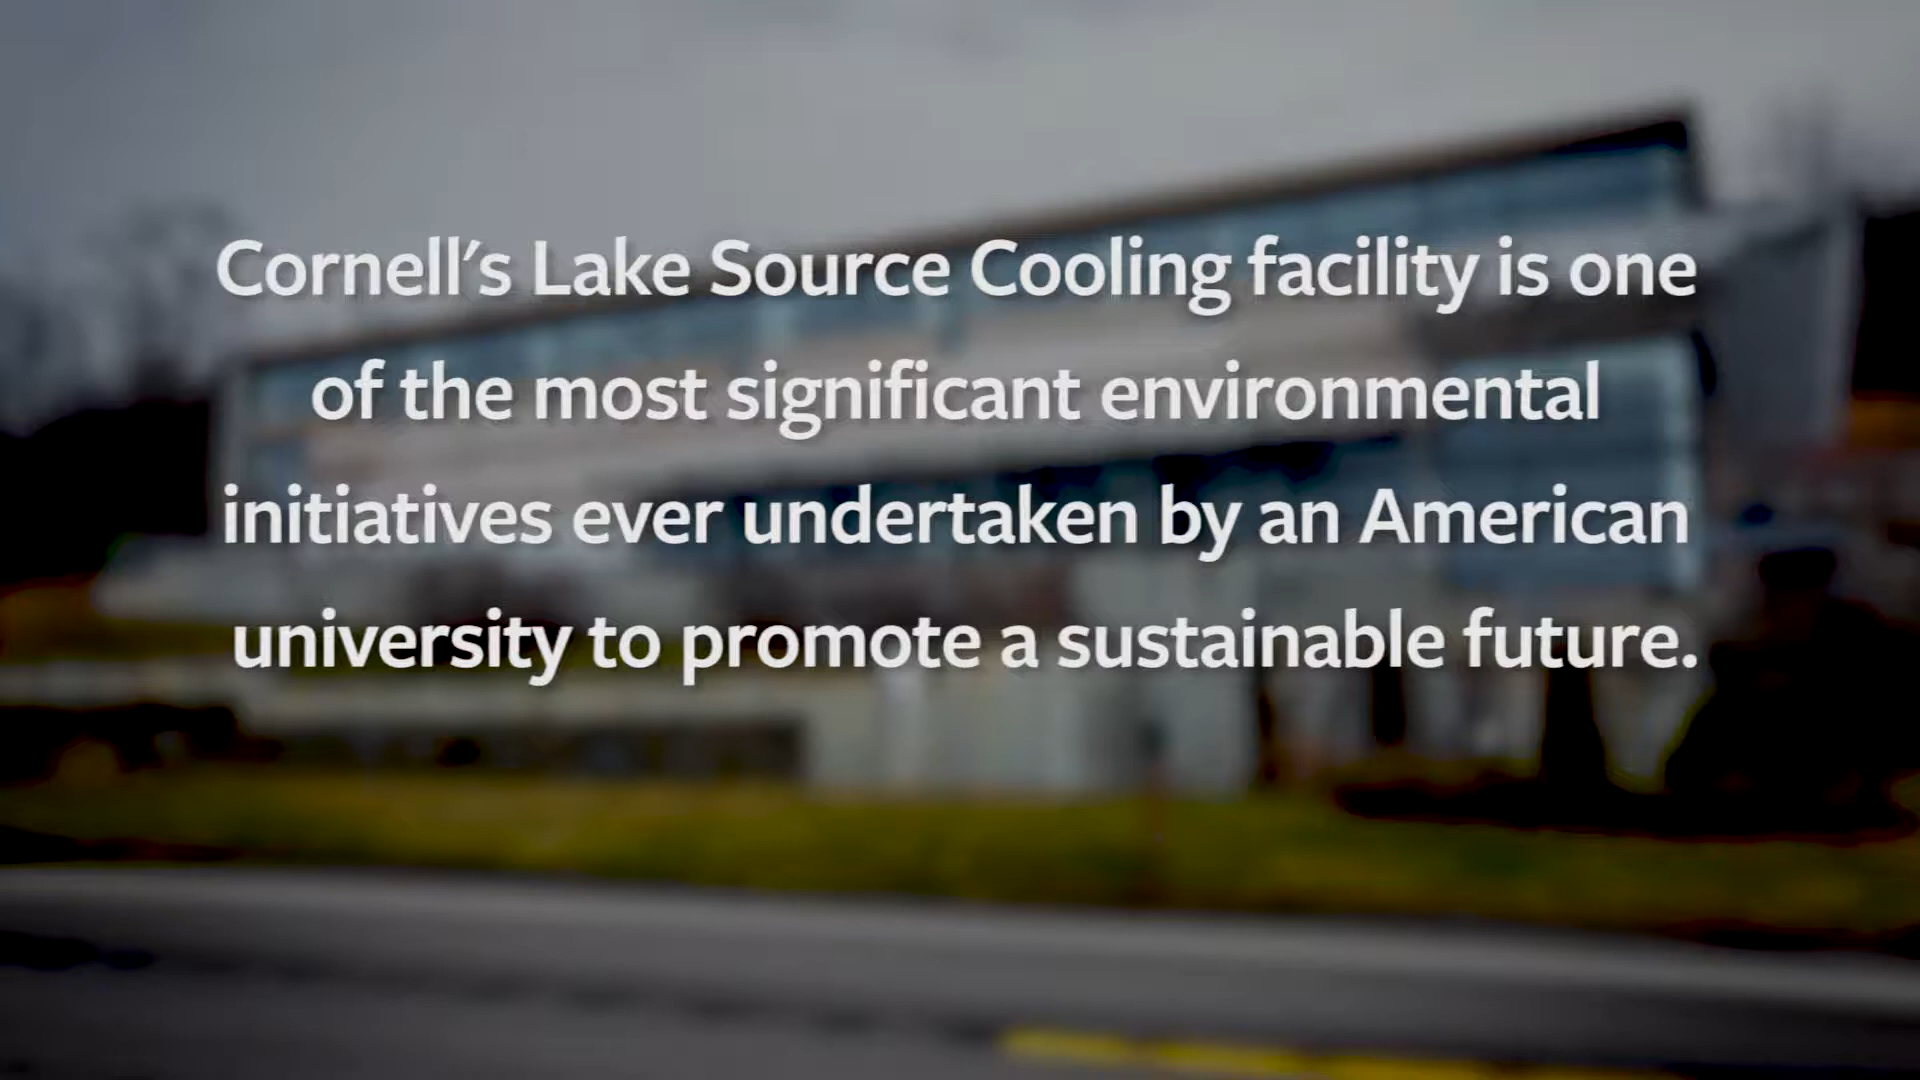 Cornell's Lake Source Cooling facility is one
of the most significant environmental
initiatives ever undertaken by an American
university to promote a sustainable future.